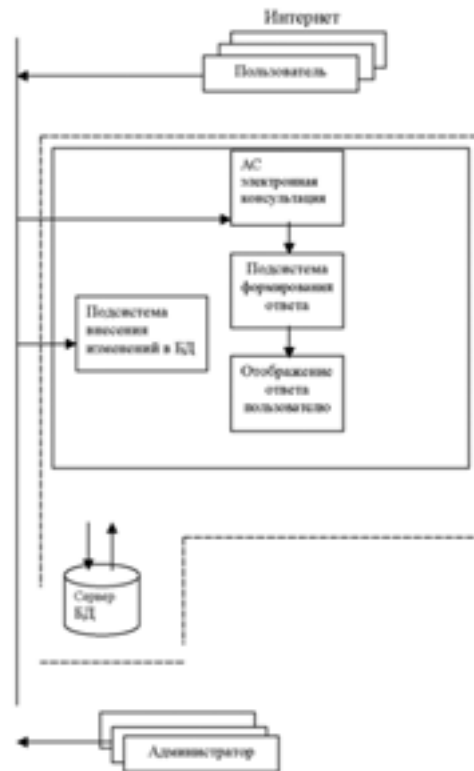 Интернет
Пользователь
АС
электронная
консультация
Подсистема
формирования
ответа
Подсистема
внесения
изменений в БД
Отображение
ответа
пользователю
Сервер
БД
Администратор